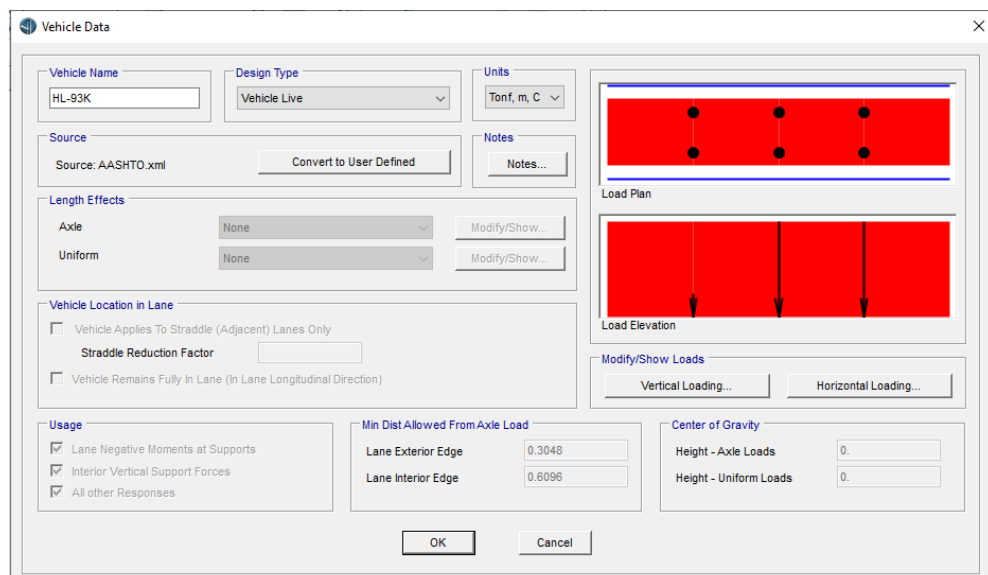 Vehicle Data
Vehicle Name
HL-93K
Design Type
Vehicle Live
Units
Tonf, m, C
Source
Source: AASHTO.xml
Convert to User Defined
Notes
Notes...
Load Plan
Length Effects
Axle
None
Modify/Show...
Uniform
None
Modify/Show...
Load Elevation
Vehicle Location in Lane
Vehicle Applies To Straddle (Adjacent) Lanes Only
Straddle Reduction Factor
Vehicle Remains Fully In Lane (In Lane Longitudinal Direction)
Modify/Show Loads
Vertical Loading...
Horizontal Loading...
Usage
Lane Negative Moments at Supports
Interior Vertical Support Forces
All other Responses
Min Dist Allowed From Axle Load
Lane Exterior Edge
0.3048
Lane Interior Edge
0.6096
Center of Gravity
Height - Axle Loads
0.
Height - Uniform Loads
0.
OK
Cancel